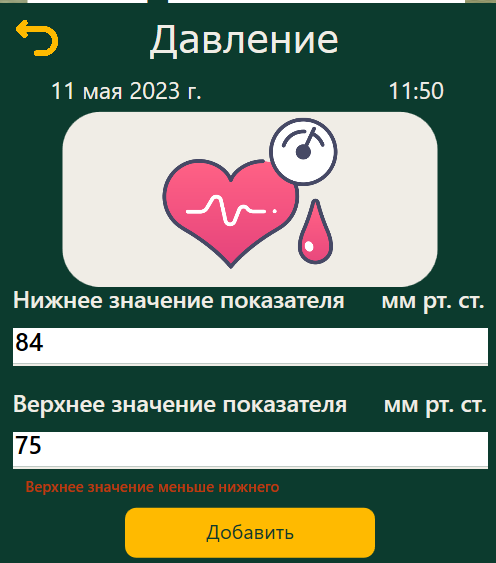 Давление
11 мая 2023 г. 11:50
Нижнее значение показателя мм рт. ст.
84
Верхнее значение показателя мм рт. ст.
75
Верхнее значение меньше нижнего
Добавить